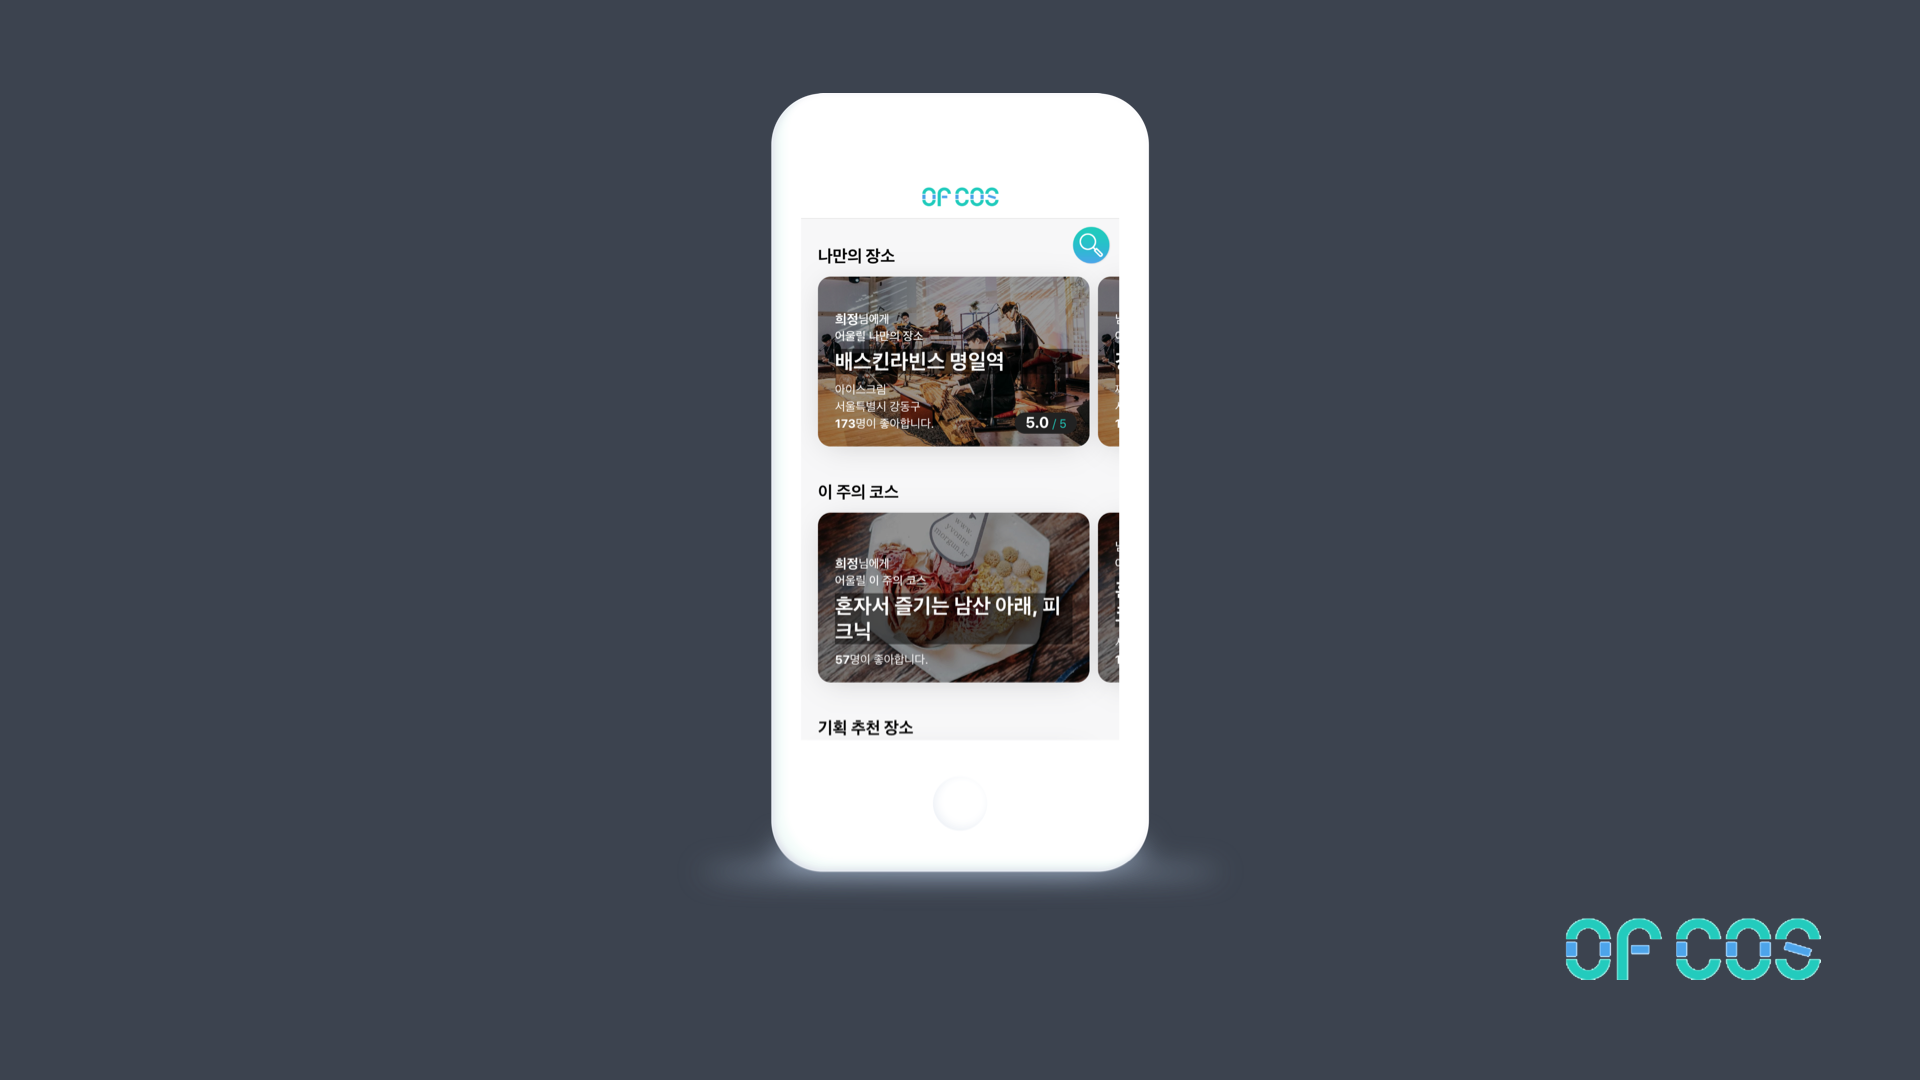 OF COS
나만의 장소
희정님에게
어울릴 나만의 장소
배스킨라빈스 명일역
아이스크림
서울특별시 강동구
173명이 좋아합니다.
5.0 / 5
이 주의 코스
www.
yvonne
morgun.kr
희정님에게
어울릴 이 주의 코스
혼자서 즐기는 남산 아래, 피
크닉
57명이 좋아합니다.
기획 추천 장소
OF COS